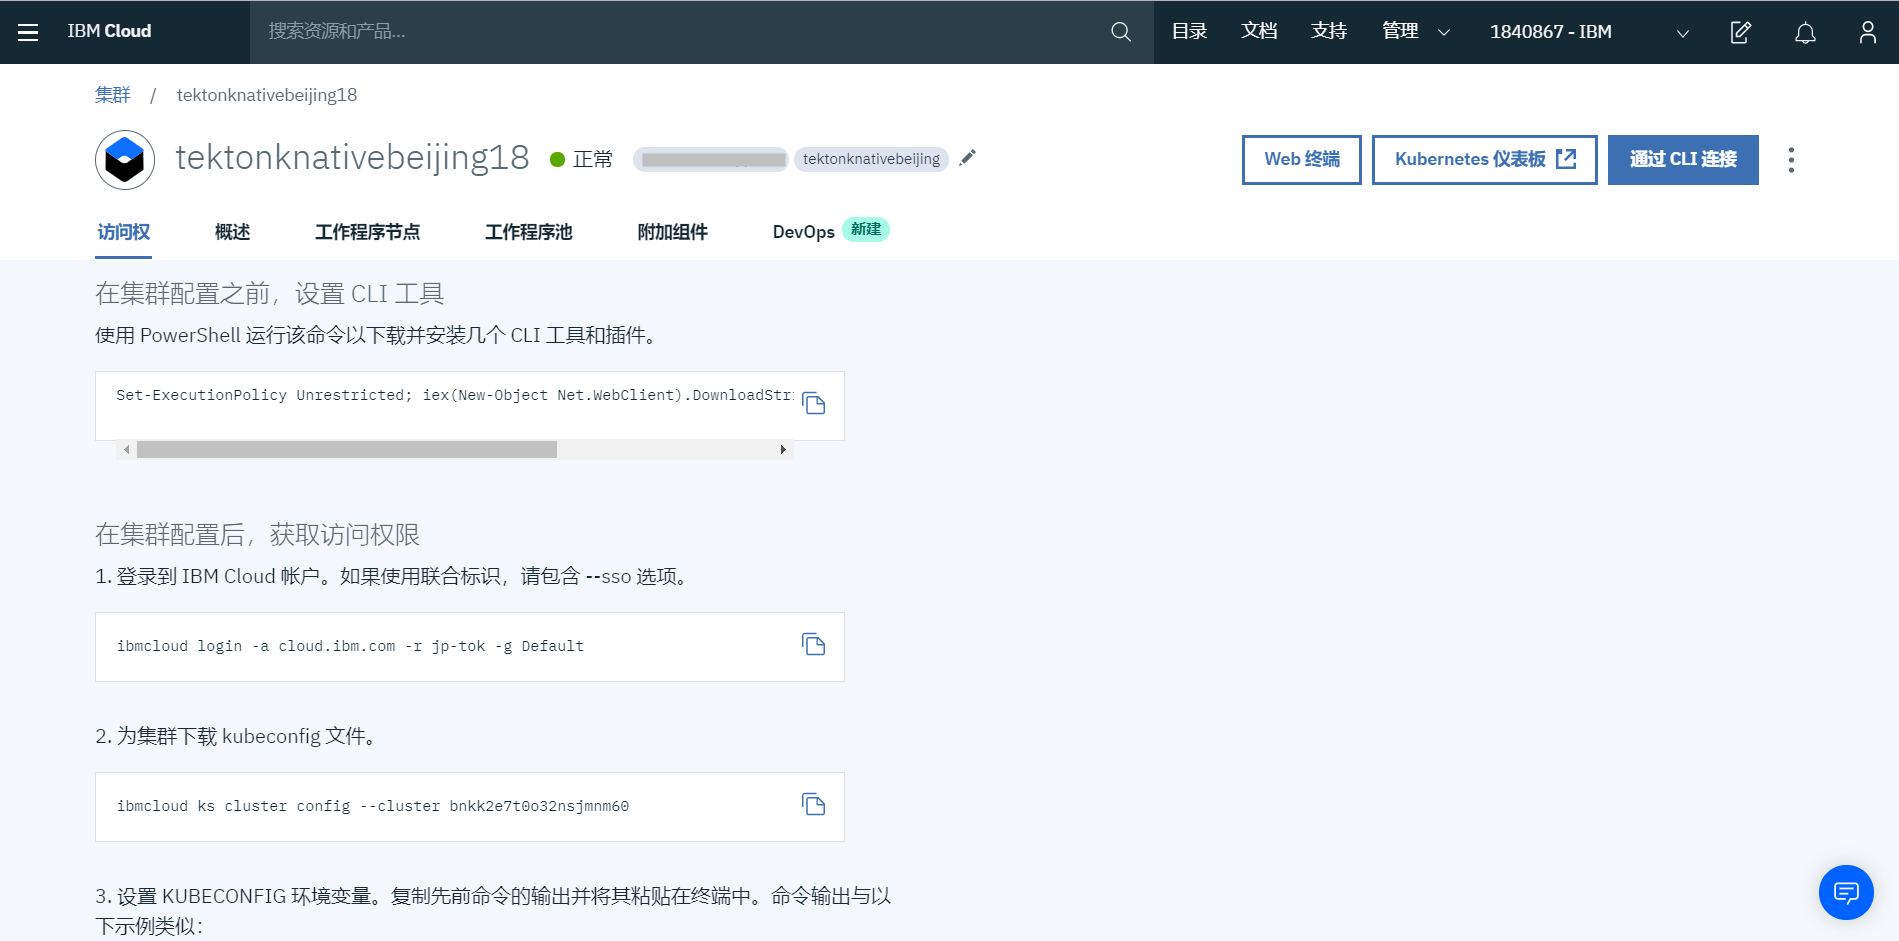 IBM Cloud
搜索资源和产品...
目录
文档
支持
管理
1840867 - IBM
集群 / tektonknativebeijing18
tektonknativebeijing18
正常
tektonknativebeijing
Web 终端
Kubernetes 仪表板
通过 CLI 连接
访问权
概述
工作程序节点
工作程序池
附加组件
DevOps
新建
在集群配置之前，设置 CLI 工具
使用 PowerShell 运行该命令以下载并安装几个 CLI 工具和插件。
Set-ExecutionPolicy Unrestricted; iex(New-Object Net.WebClient).DownloadStri
在集群配置后，获取访问权限
1. 登录到 IBM Cloud 帐户。如果使用联合标识，请包含 --sso 选项。
ibmcloud login -a cloud.ibm.com -r jp-tok -g Default
2. 为集群下载 kubeconfig 文件。
ibmcloud ks cluster config --cluster bnkk2e7t0o32nsjmnm60
3. 设置 KUBECONFIG 环境变量。复制先前命令的输出并将其粘贴在终端中。命令输出与以
下示例类似：